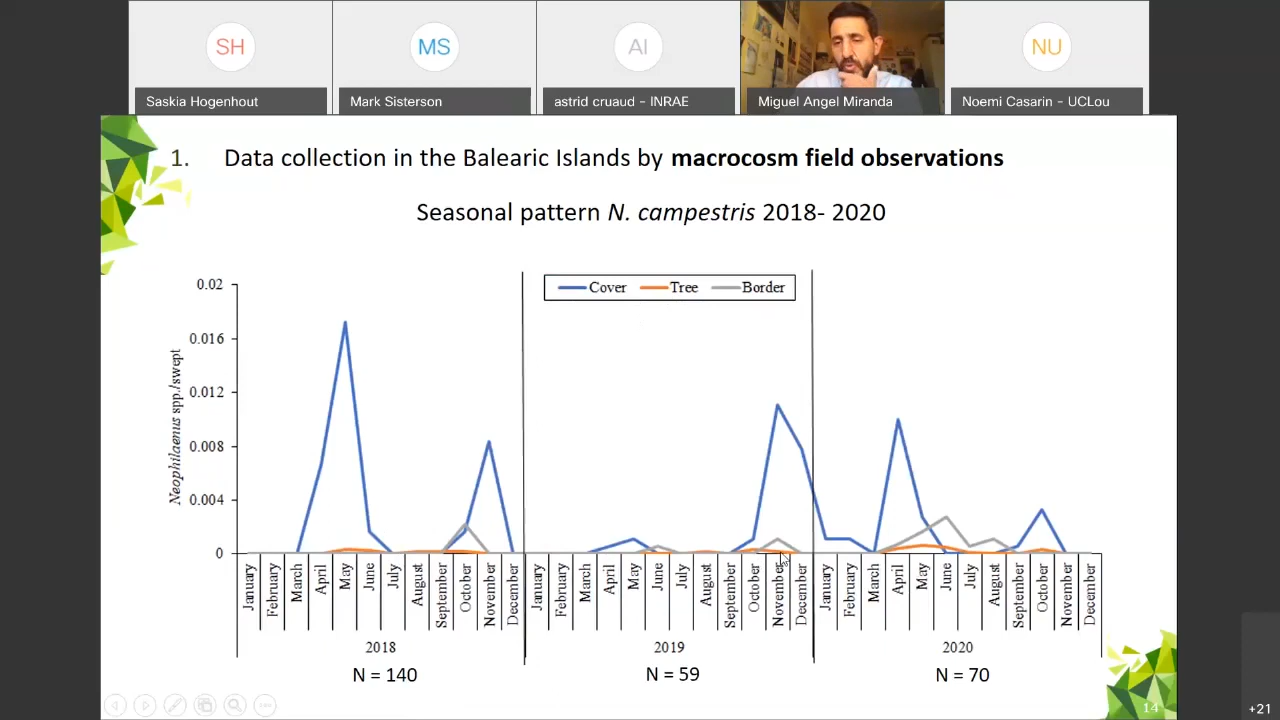 SH
MS
AI
NU
Saskia Hogenhout
Mark Sisterson
astrid cruaud - INRAE
Miguel Angel Miranda
Noemi Casarin - UCLou
1. Data collection in the Balearic Islands by macrocosm field observations
Seasonal pattern N. campestris 2018- 2020
Cover Tree Border
Neophilaenus spp./swept
0.02
0.016
0.012
0.008
0.004
0
January February March April May June July August September October November December
January February March April May June July August September October November December
January February March April May June July August September October November December
2018 2019 2020
N = 140 N = 59 N = 70
14
+21